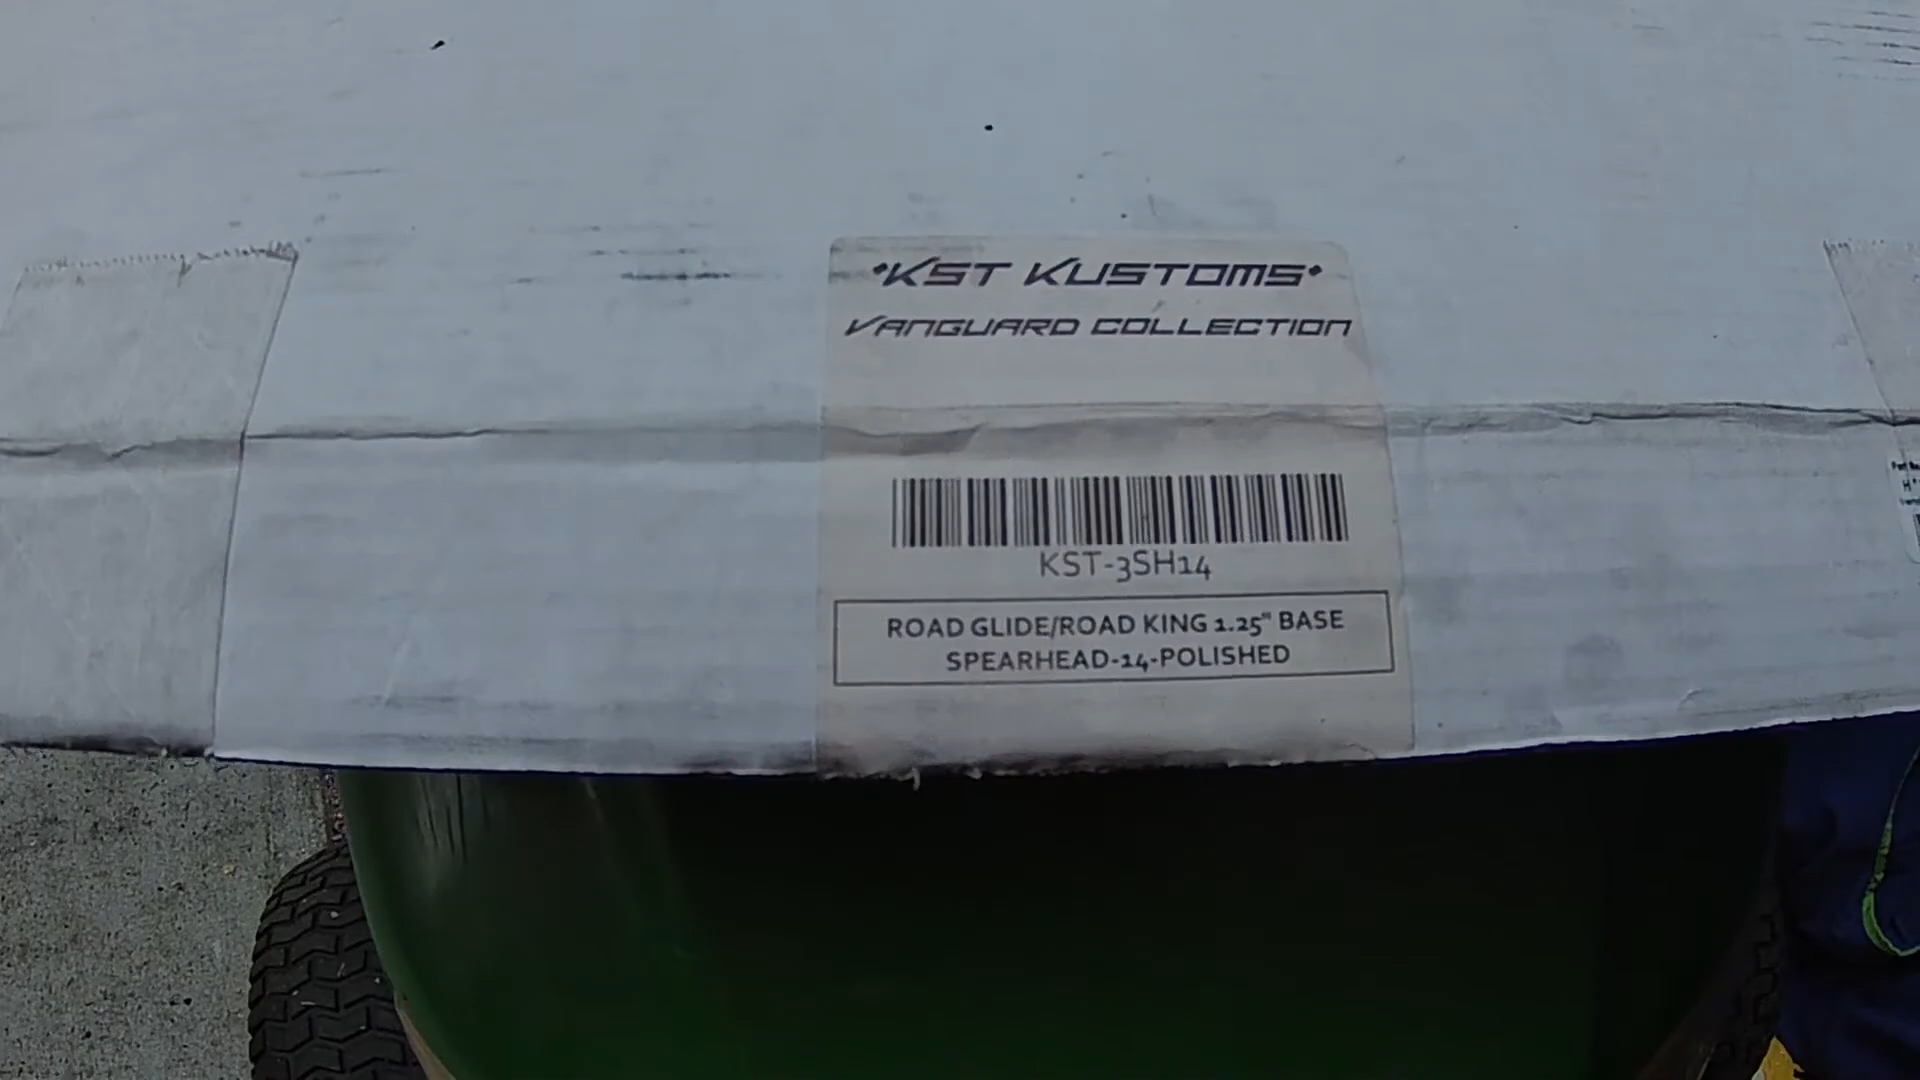 •KST KUSTOMS•
VANGUARD COLLECTION
KST-3SH14
ROAD GLIDE/ROAD KING 1.25" BASE
SPEARHEAD-14-POLISHED